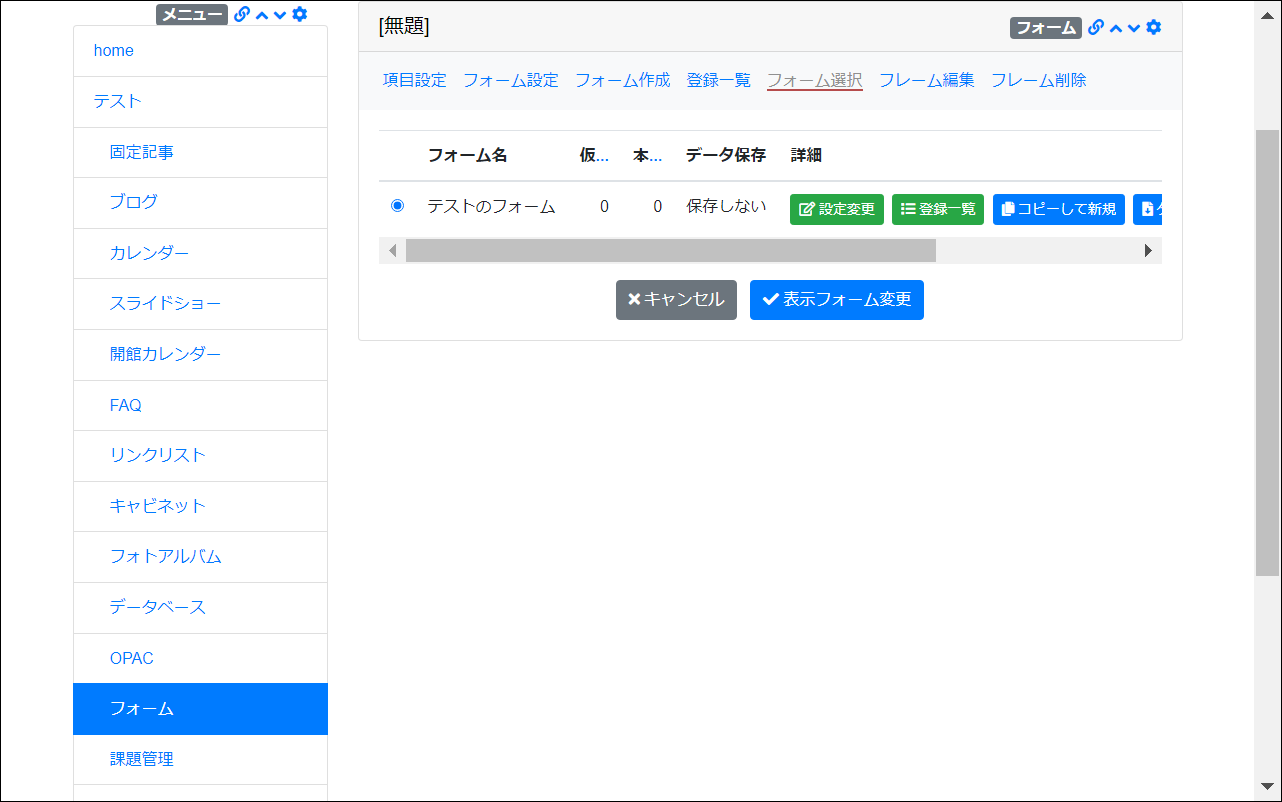 メニュー
home
テスト
固定記事
ブログ
カレンダー
スライドショー
開館カレンダー
FAQ
リンクリスト
キャビネット
フォトアルバム
データベース
OPAC
フォーム
課題管理
[無題]
フォーム
項目設定 フォーム設定 フォーム作成 登録一覧 フォーム選択 フレーム編集 フレーム削除
フォーム名 仮... 本... データ保存 詳細
テストのフォーム 0 0 保存しない 設定変更 登録一覧 コピーして新規
キャンセル 表示フォーム変更